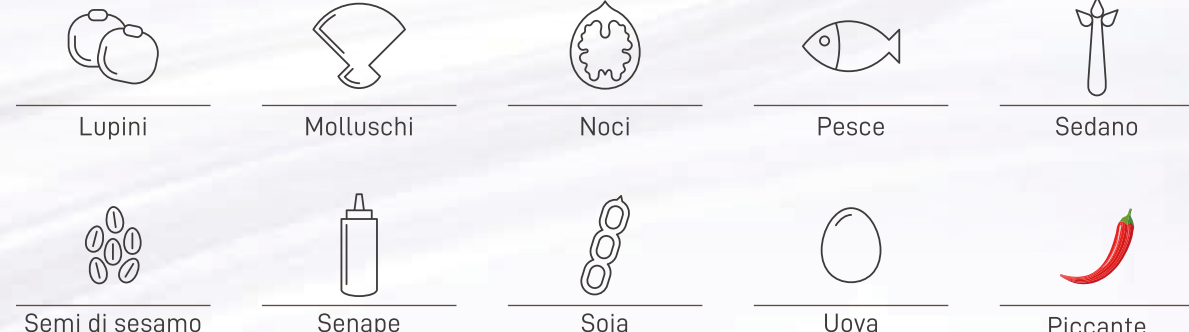 Lupini
Molluschi
Noci
Pesce
Sedano
Semi di sesamo
Senape
Soia
Uova
Piccante